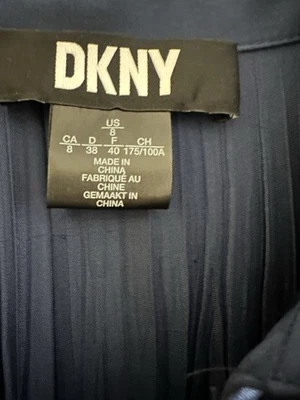 DKNY
US
8
CA D F CH
8 38 40 175/100A
MADE IN
CHINA
FABRIQUÉ AU
CHINE
GEMAAKT IN
CHINA